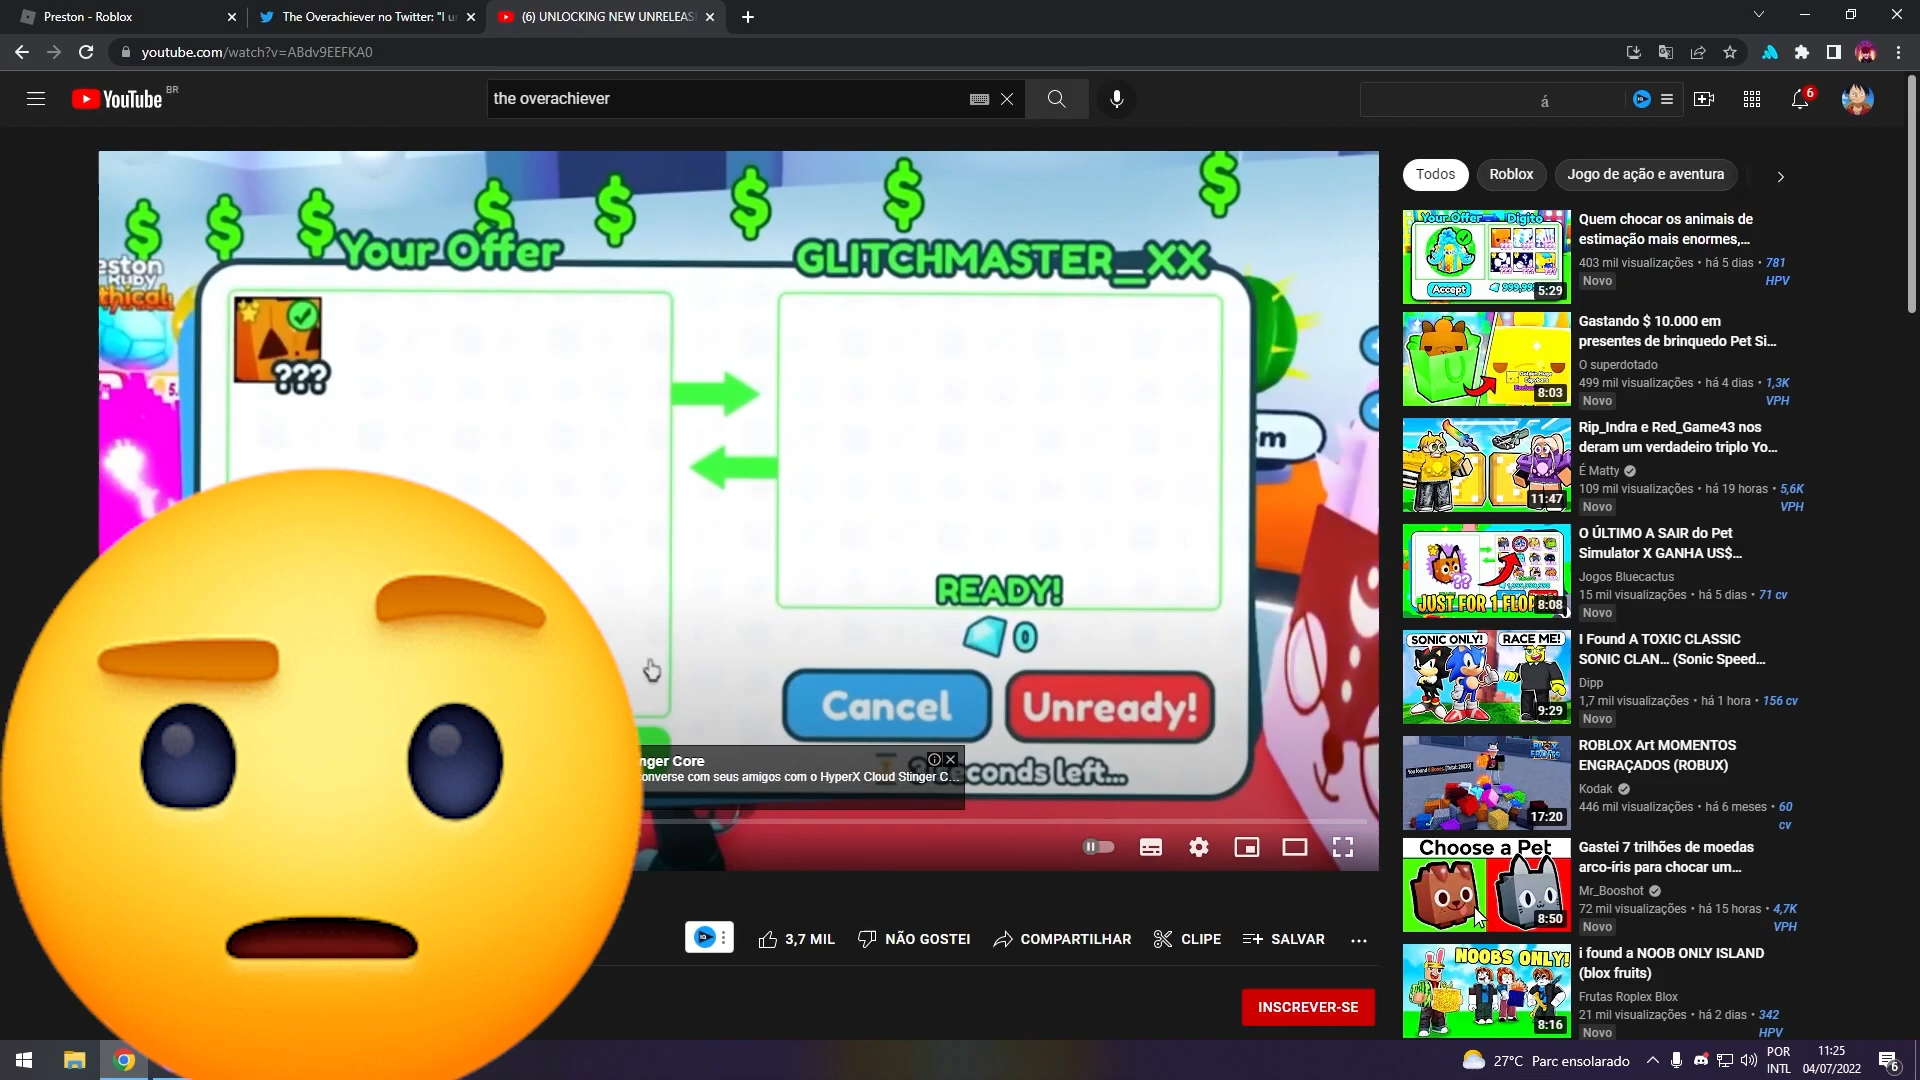 Preston - Roblox
The Overachiever no Twitter: "I u
(6) UNLOCKING NEW UNRELEAS
youtube.com/watch?v=ABdv9EEFKA0
YouTube BR
the overachiever
á
6
Your Offer
GLITCHMASTER_XX
eston
RUBY
thical
???
5.
m
READY!
0
Cancel
Unready!
conds left...
nger Core
onverse com seus amigos com o HyperX Cloud Stinger C...
3,7 MIL
NÃO GOSTEI
COMPARTILHAR
CLIPE
SALVAR
INSCREVER-SE
Todos
Roblox
Jogo de ação e aventura
Your Offer
Digito
Accept
5:29
Quem chocar os animais de
estimação mais enormes,...
403 mil visualizações • há 5 dias • 781
HPV
Novo
8:03
Gastando $ 10.000 em
presentes de brinquedo Pet Si...
O superdotado
499 mil visualizações • há 4 dias • 1,3K
VPH
Novo
11:47
Rip_Indra e Red_Game43 nos
deram um verdadeiro triplo Yo...
É Matty
109 mil visualizações • há 19 horas • 5,6K
VPH
Novo
JUST FOR 1 FLOP
8:08
O ÚLTIMO A SAIR do Pet
Simulator X GANHA US$...
Jogos Bluecactus
15 mil visualizações • há 5 dias • 71 cv
Novo
SONIC ONLY!
RACE ME!
9:29
I Found A TOXIC CLASSIC
SONIC CLAN... (Sonic Speed...
Dipp
1,7 mil visualizações • há 1 hora • 156 cv
Novo
17:20
ROBLOX Art MOMENTOS
ENGRAÇADOS (ROBUX)
Kodak
446 mil visualizações • há 6 meses • 60
cv
Choose a Pet
8:50
Gastei 7 trilhões de moedas
arco-íris para chocar um...
Mr_Booshot
72 mil visualizações • há 15 horas • 4,7K
VPH
Novo
NOOBS ONLY!
8:16
i found a NOOB ONLY ISLAND
(blox fruits)
Frutas Roplex Blox
21 mil visualizações • há 2 dias • 342
HPV
Novo
27°C Parc ensolarado
POR
INTL
11:25
04/07/2022
6